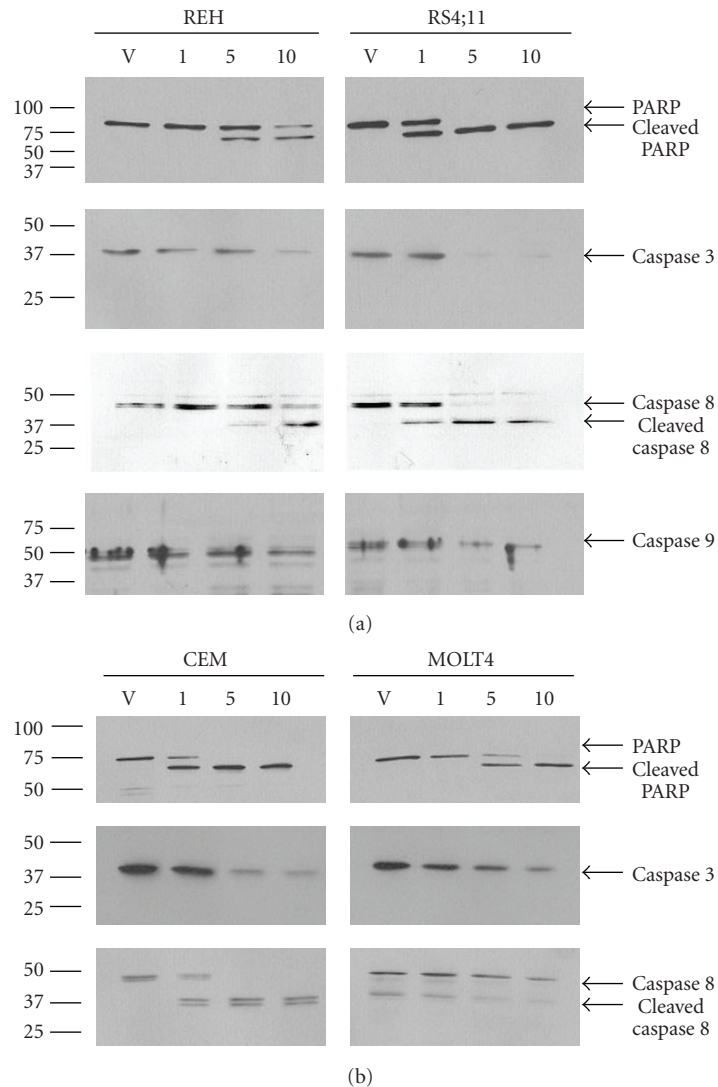 REH RS4;11
V 1 5 10 V 1 5 10
100
75
50
37
PARP
Cleaved
PARP
50
37
25
Caspase 3
50
37
25
Caspase 8
Cleaved
caspase 8
75
50
37
Caspase 9
(a)
CEM MOLT4
V 1 5 10 V 1 5 10
100
75
50
PARP
Cleaved
PARP
50
37
25
Caspase 3
50
37
25
Caspase 8
Cleaved
caspase 8
(b)